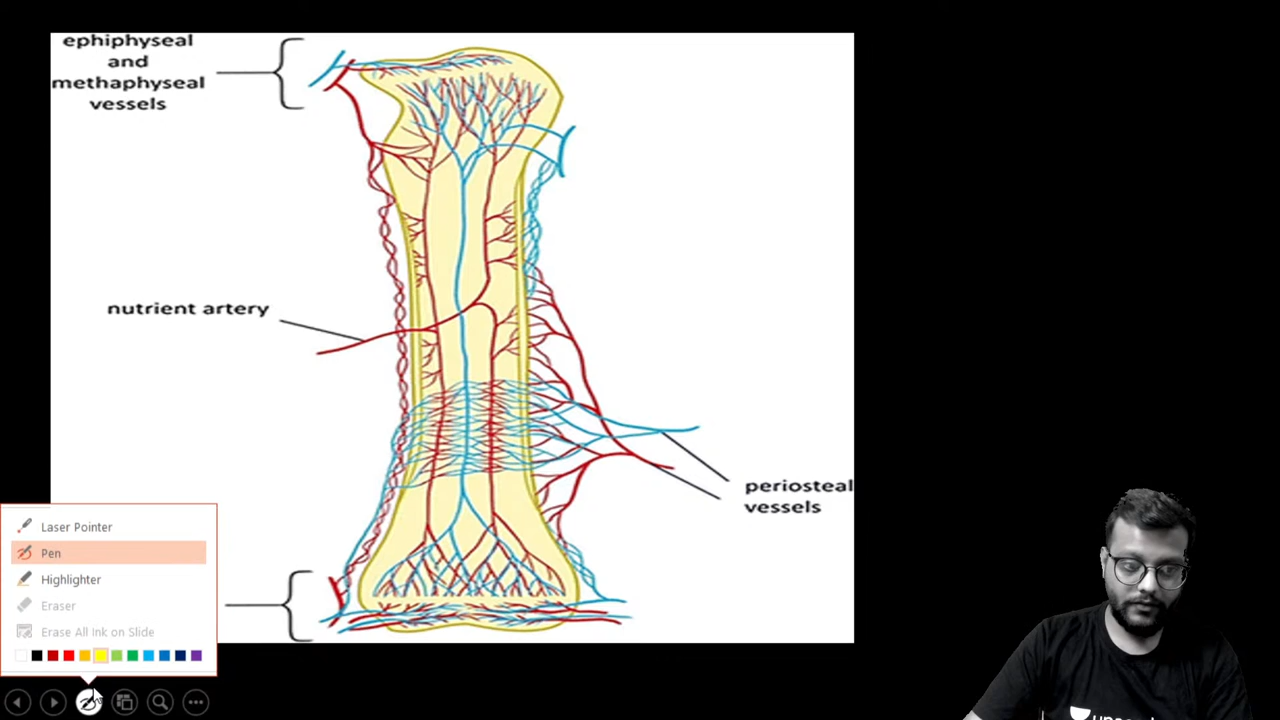 ephiphyseal
and
methaphyseal
vessels
nutrient artery
periosteal
vessels
Laser Pointer
Pen
Highlighter
Eraser
Erase All Ink on Slide